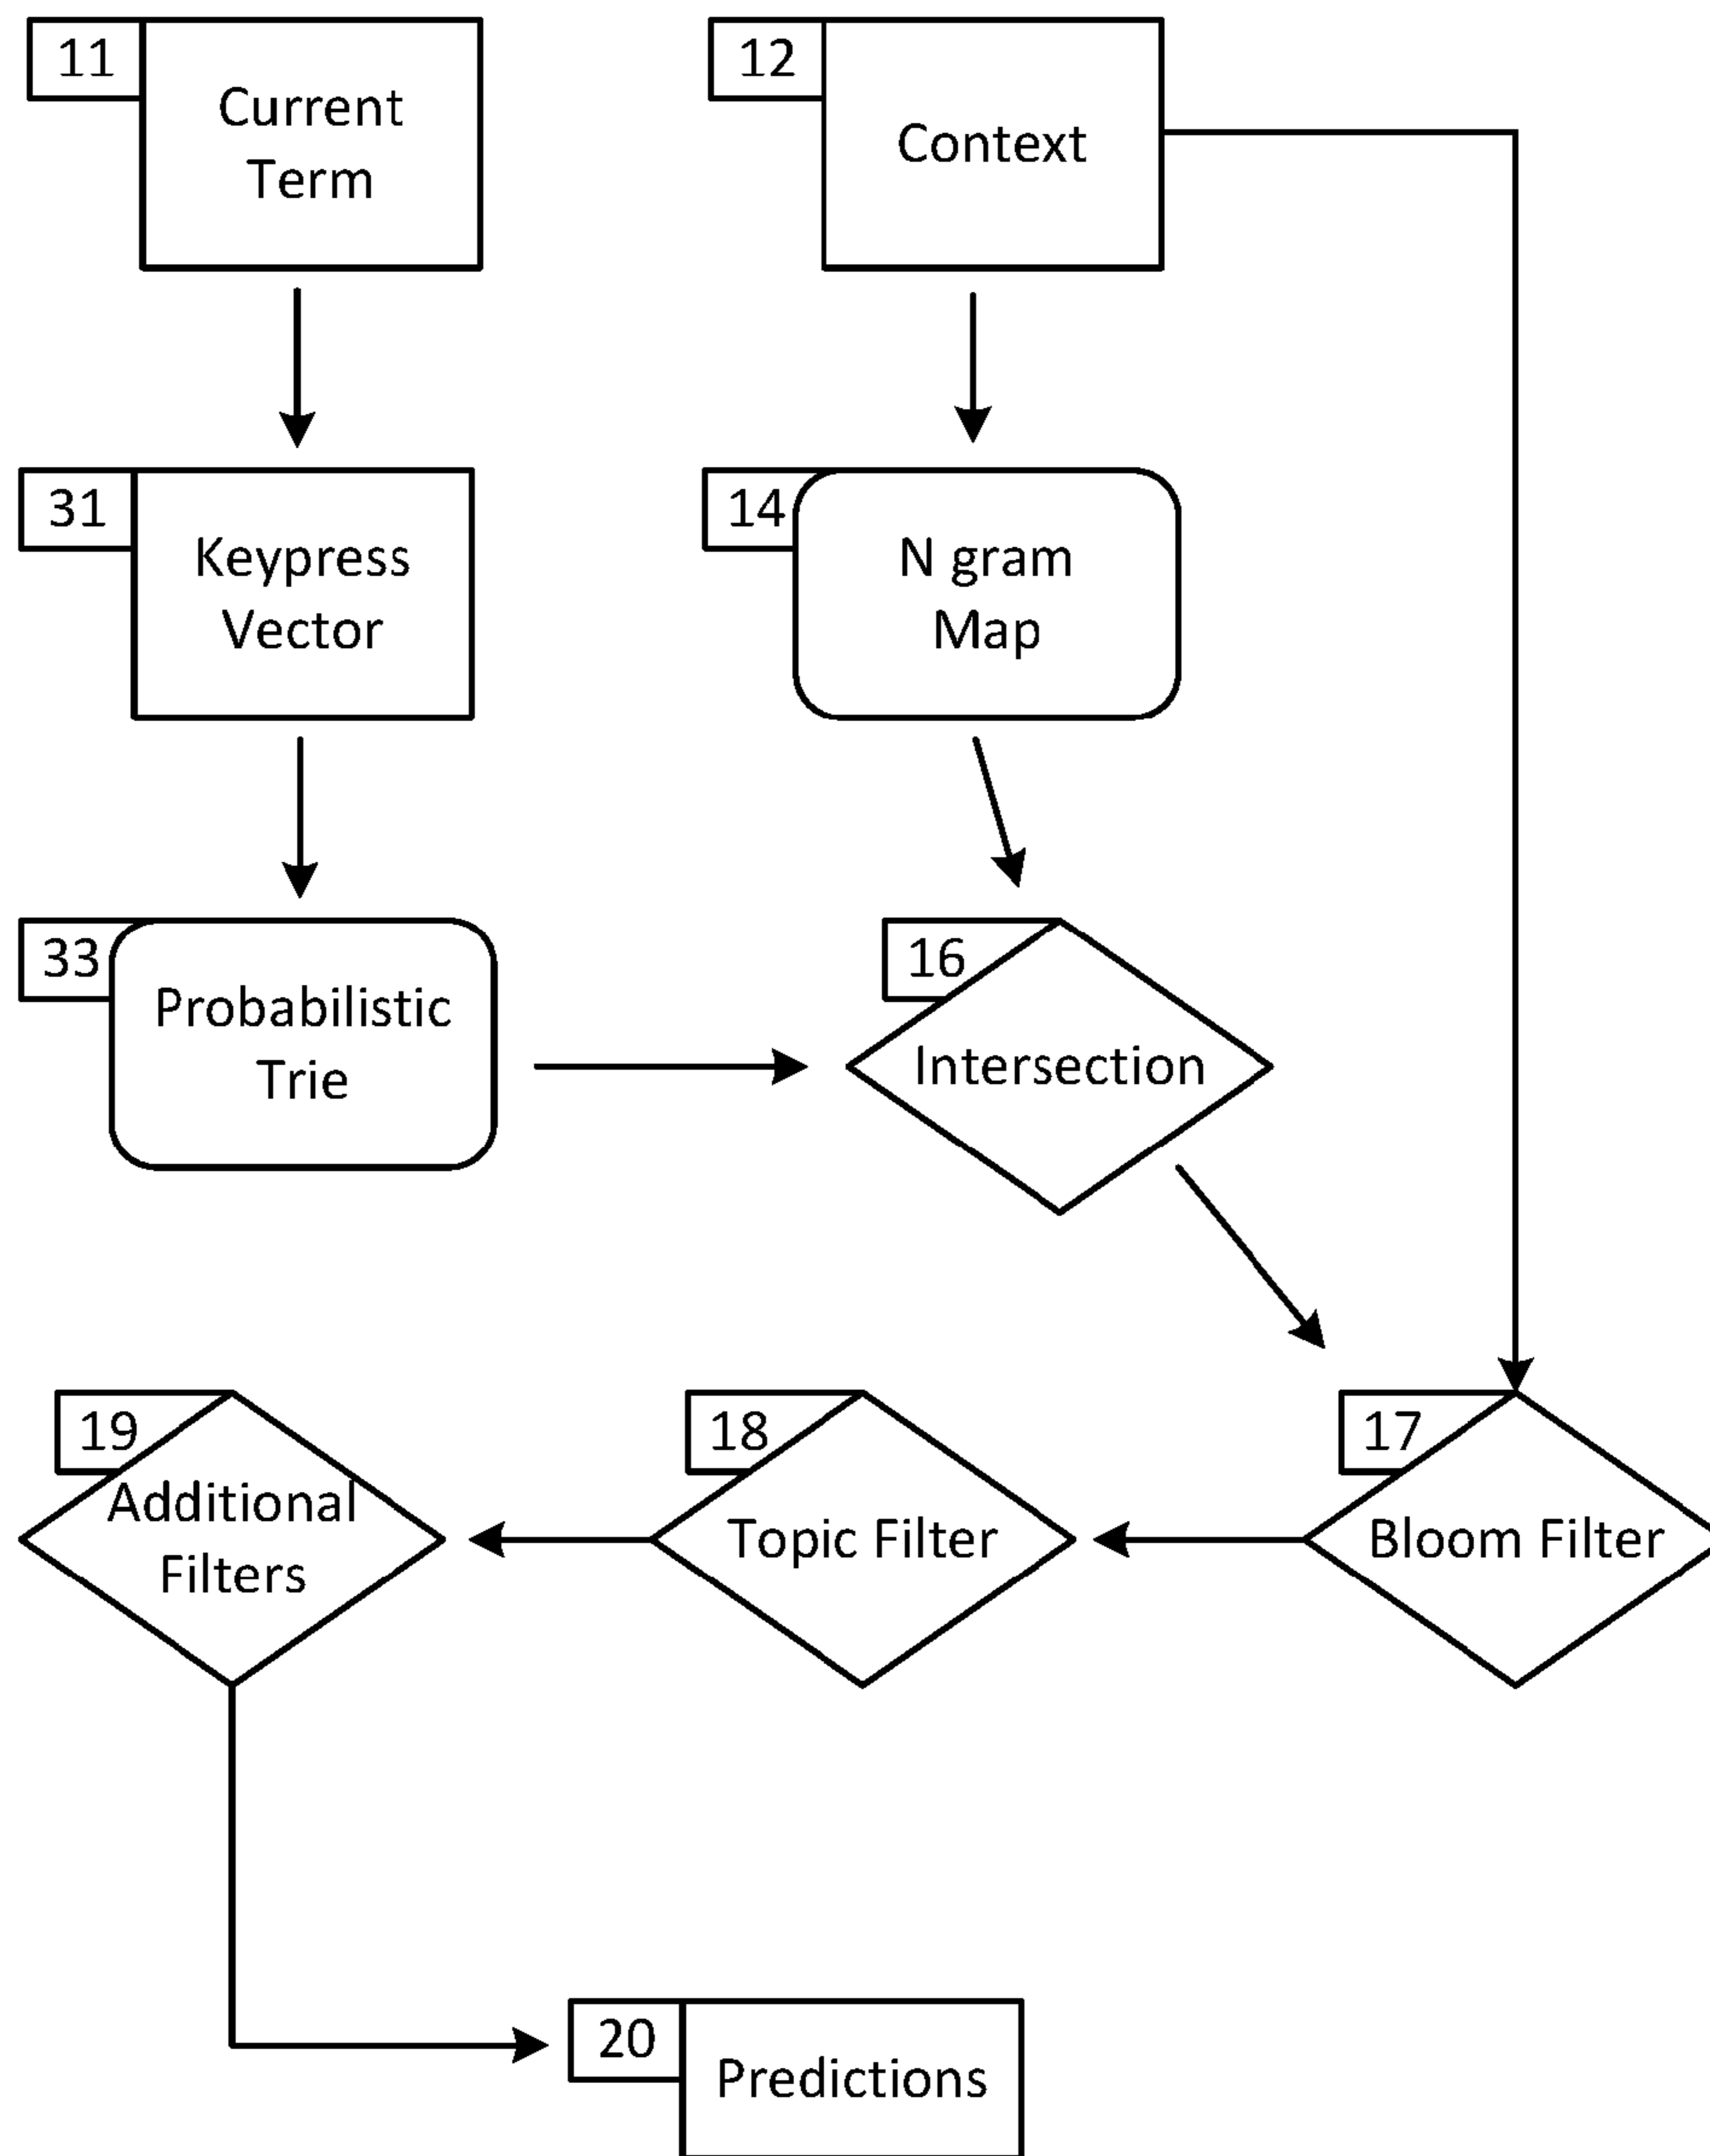 11
Current
Term
12
Context
31
Keypress
Vector
14
N gram
Map
33
Probabilistic
Trie
16
Intersection
19
Additional
Filters
18
Topic Filter
17
Bloom Filter
20
Predictions